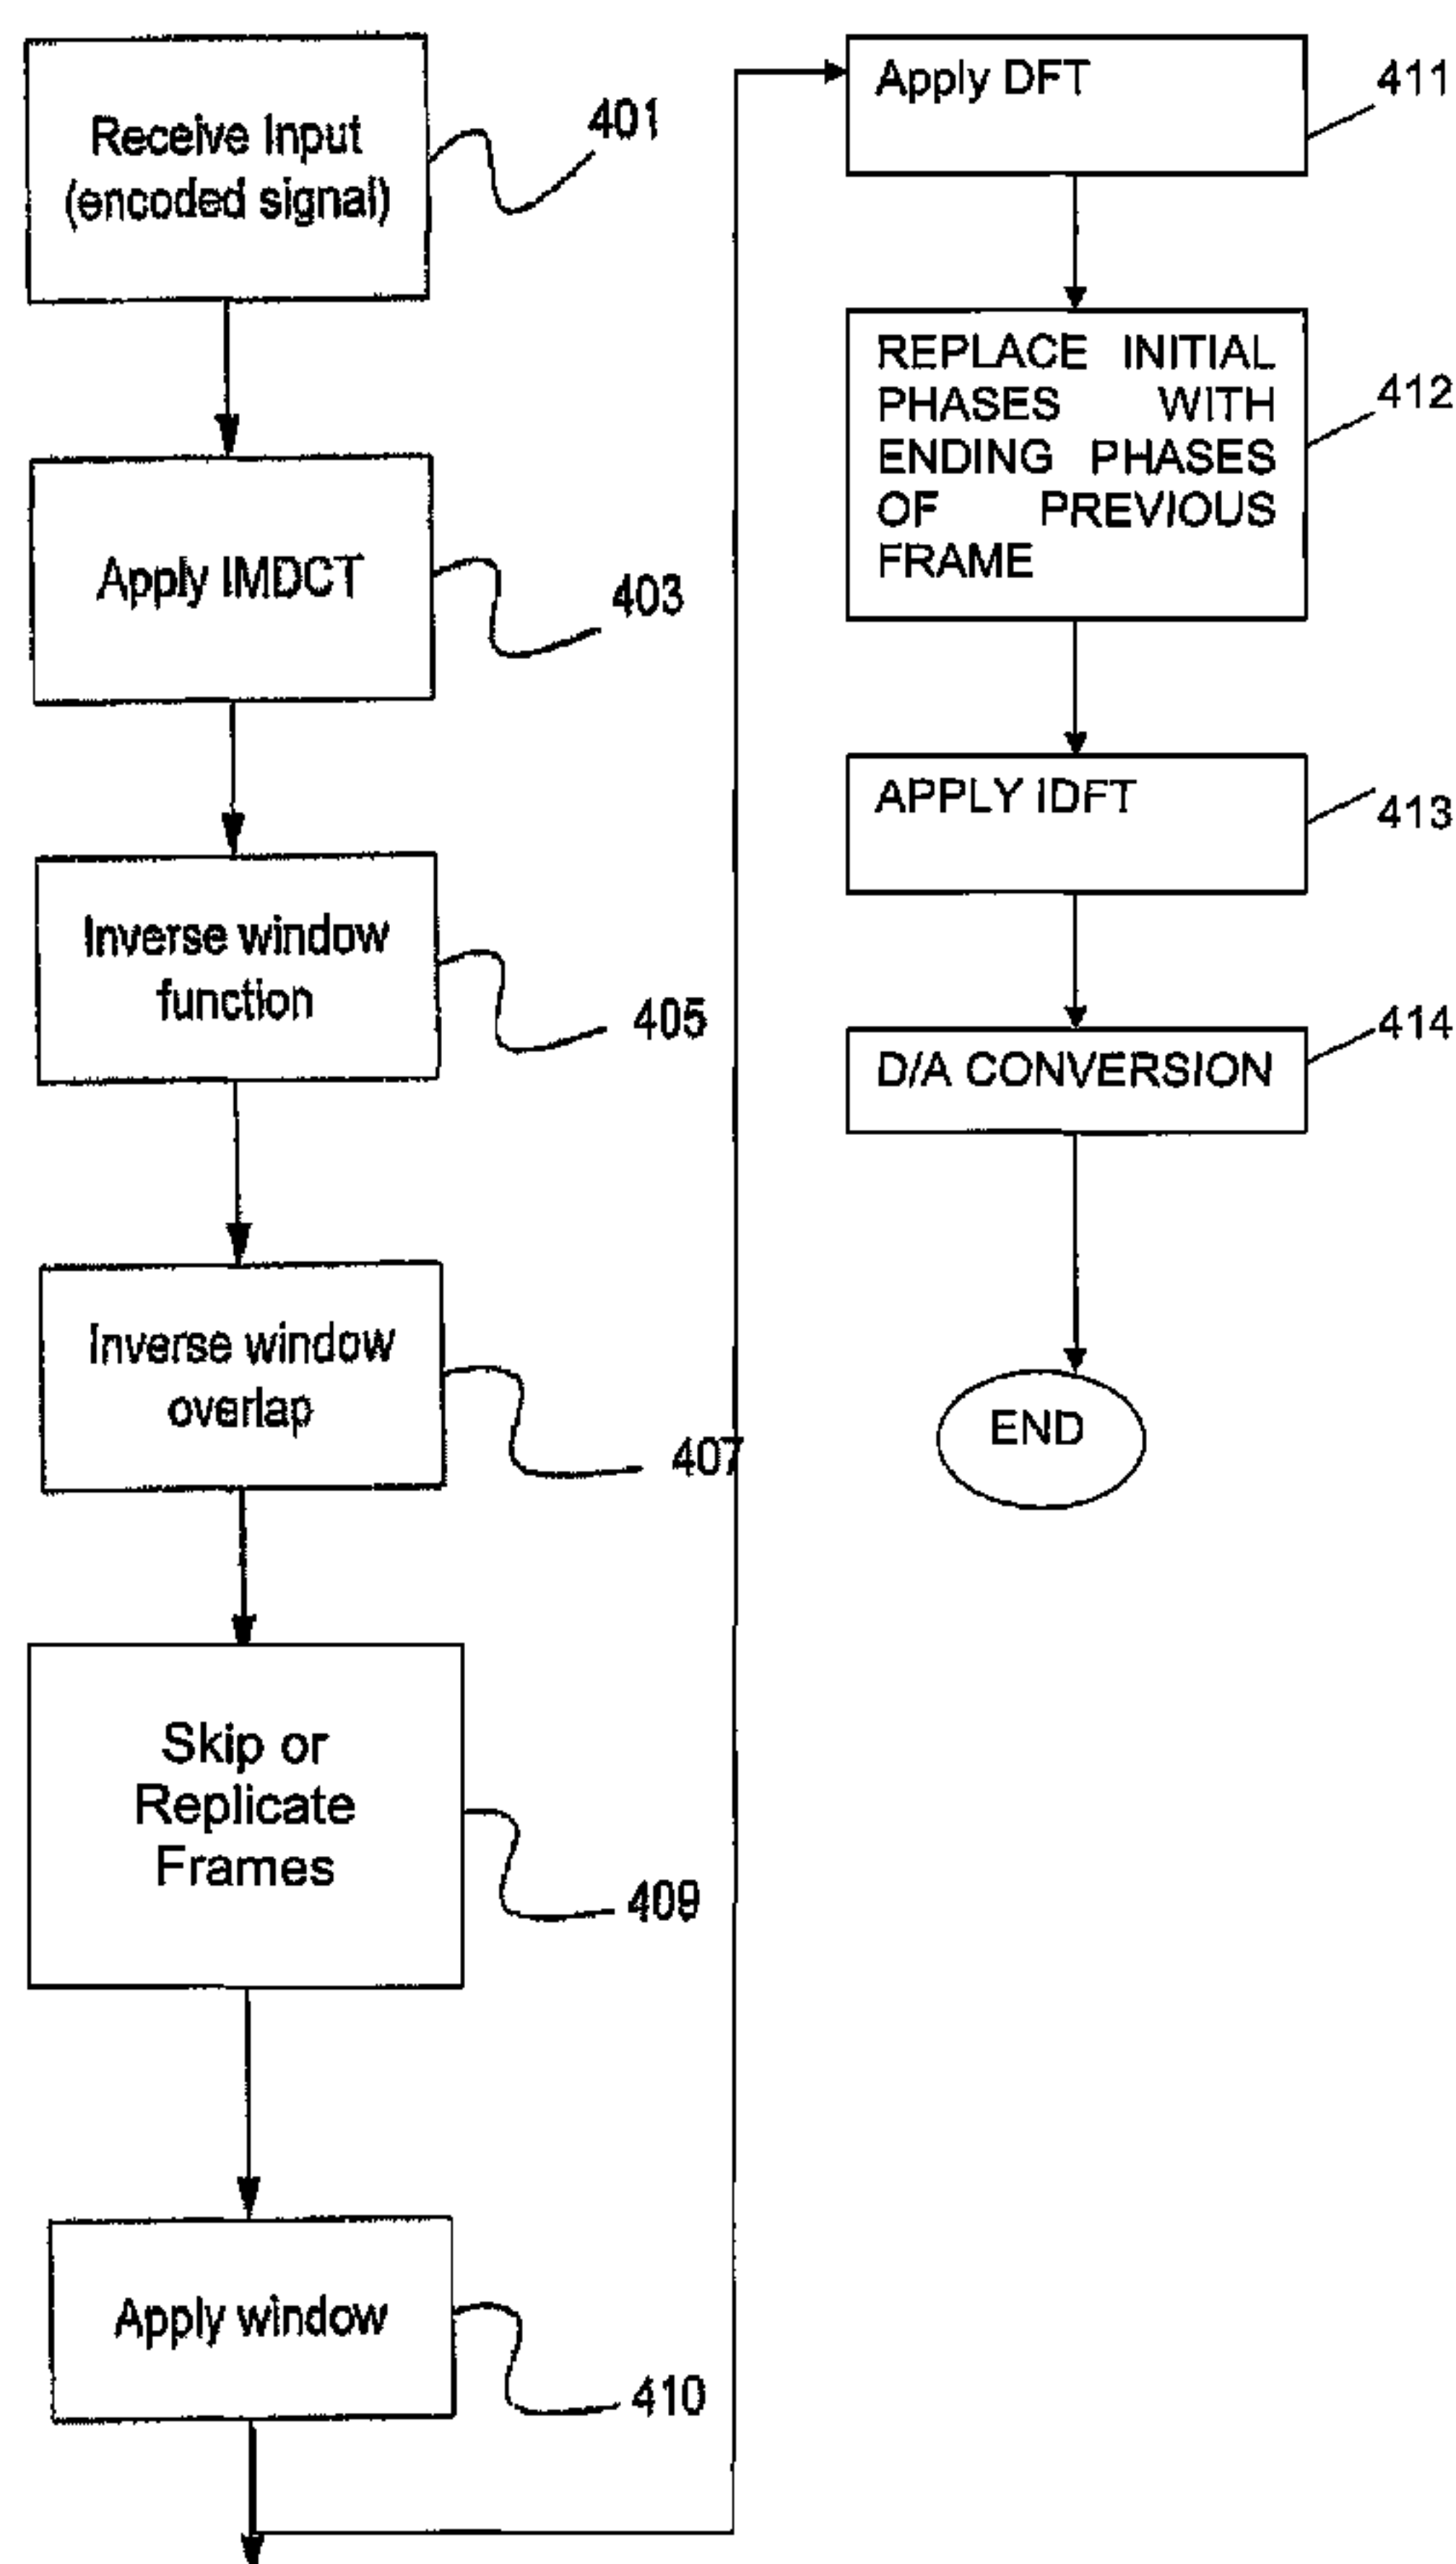 Receive Input
(encoded signal)
401
Apply IMDCT
403
Inverse window
function
405
Inverse window
overlap
407
Skip or
Replicate
Frames
409
Apply window
410
Apply DFT
411
REPLACE INITIAL
PHASES WITH
ENDING PHASES
OF PREVIOUS
FRAME
412
APPLY IDFT
413
D/A CONVERSION
414
END